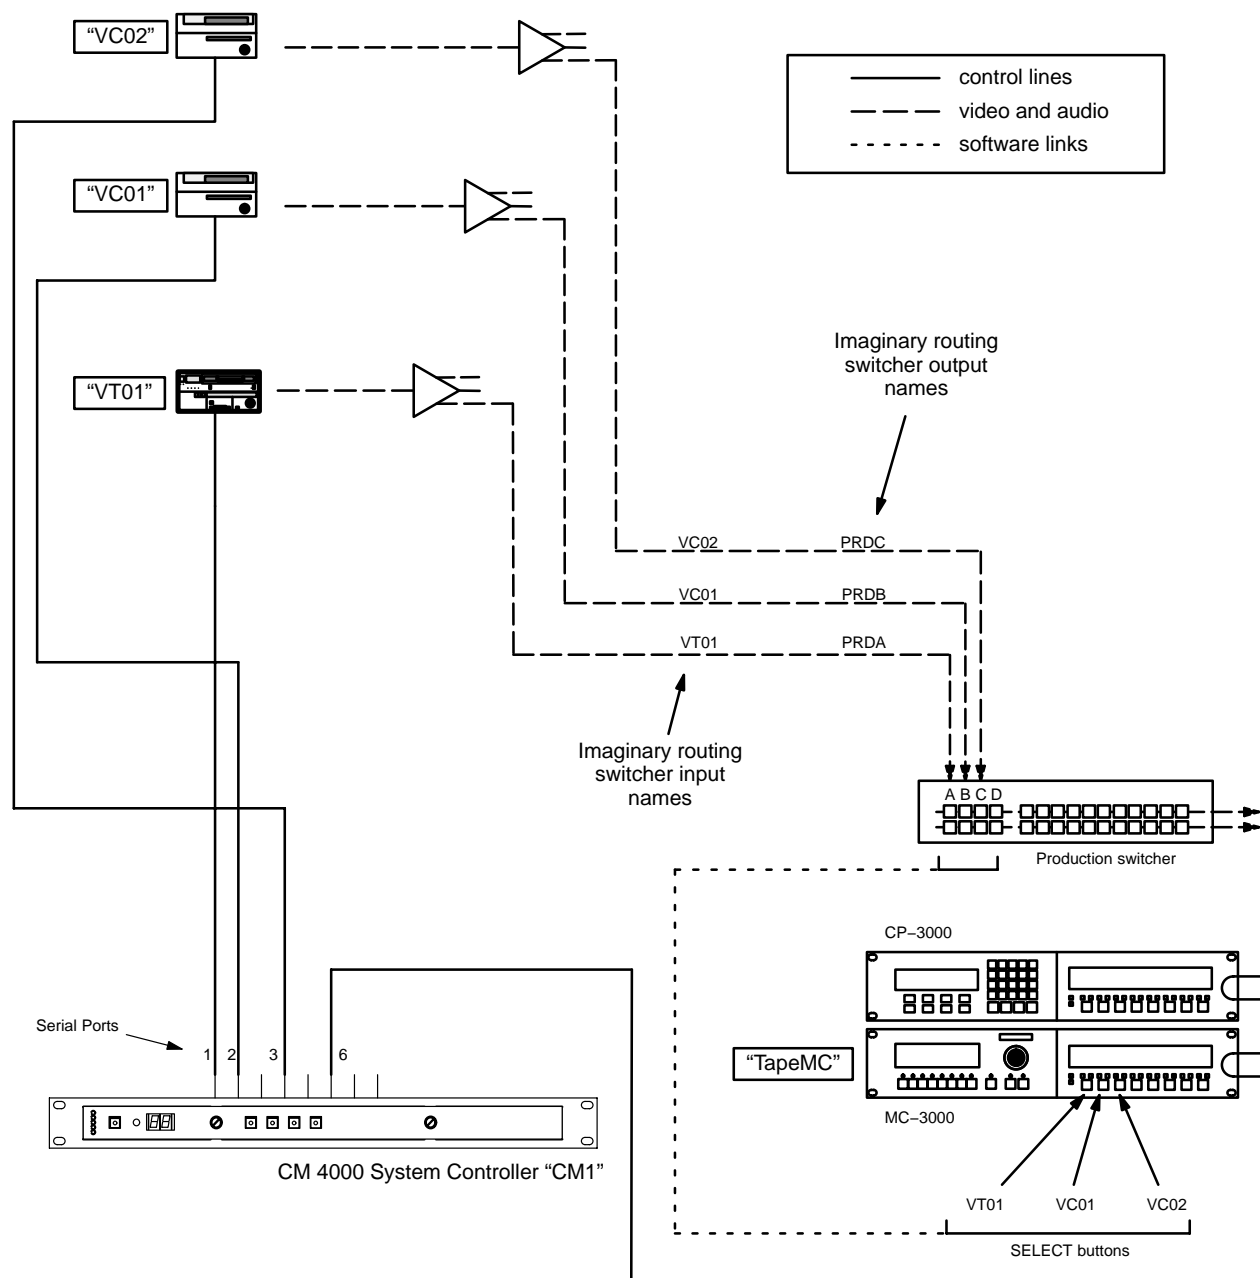 “VC02”
control lines
video and audio
software links
“VC01”
Imaginary routing
switcher output
names
“VT01”
VC02 PRDC
VC01 PRDB
VT01 PRDA
Imaginary routing
switcher input
names
A B C D
Production switcher
CP–3000
Serial Ports
1 2 3 6
“TapeMC”
MC–3000
CM 4000 System Controller “CM1”
VT01 VC01 VC02
SELECT buttons